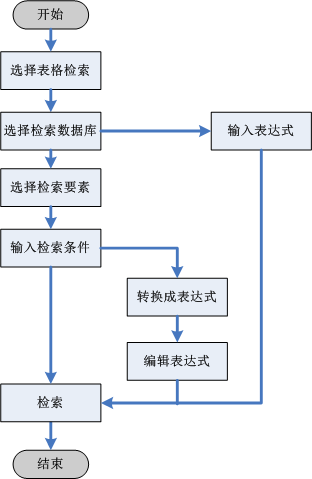 开始
选择表格检索
选择检索数据库
输入表达式
选择检索要素
输入检索条件
转换成表达式
编辑表达式
检索
结束